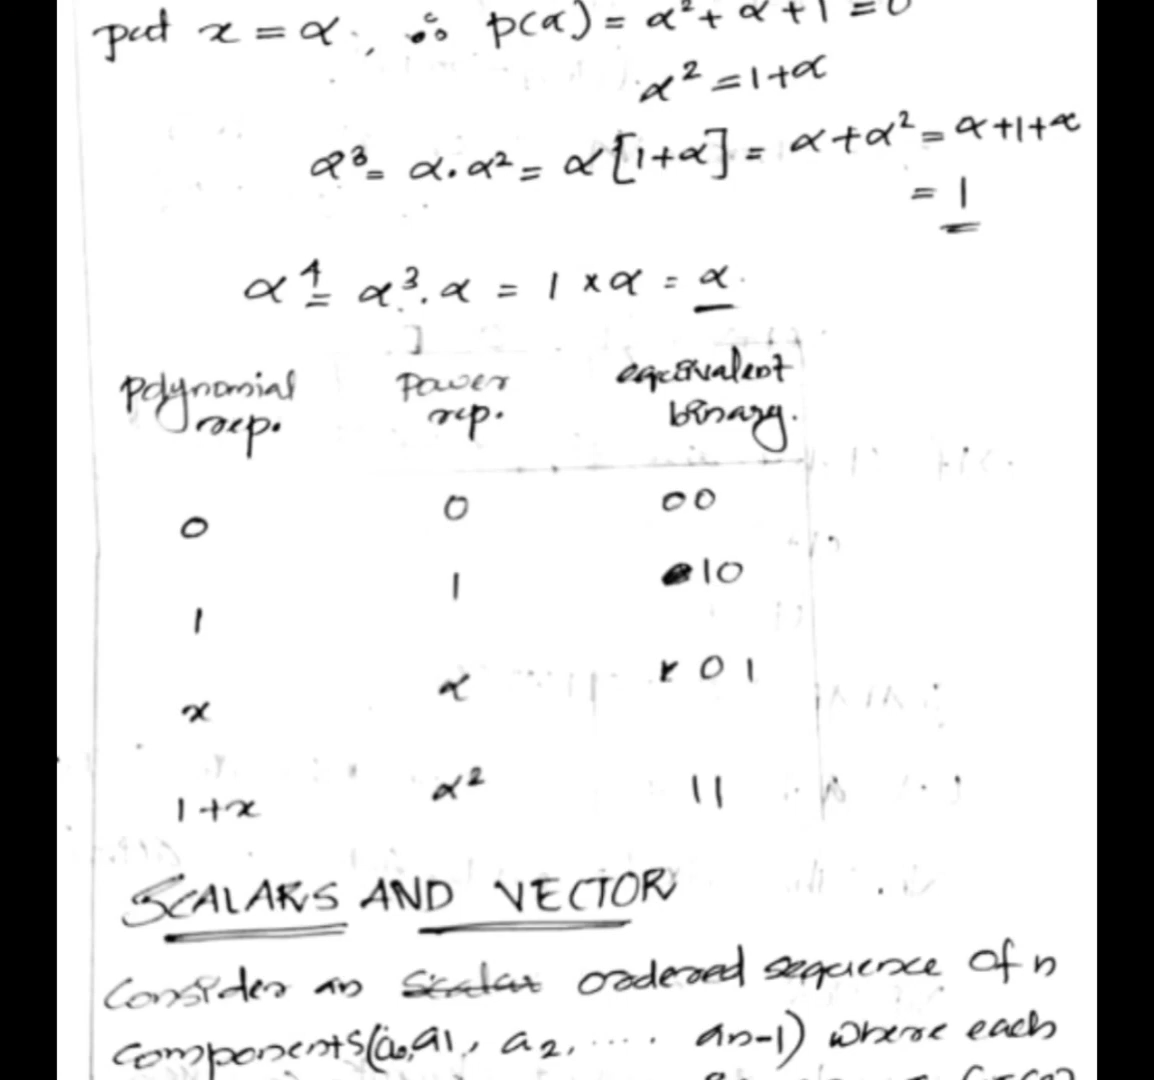 put x = α, ∴ p(α) = α² + α + 1 = 0
α² = 1+α
α³ = α.α² = α[1+α] = α+α² = α+1+α
= 1
α⁴ = α³.α = 1 × α = α
polynomial rep. Power rep. equivalent binary.
0 0 00
1 1 10
x α 01
1+x α² 11
SCALARS AND VECTOR
Consider an scalar ordered sequence of n
components(a₀,a1, a2, .... an-1) where each